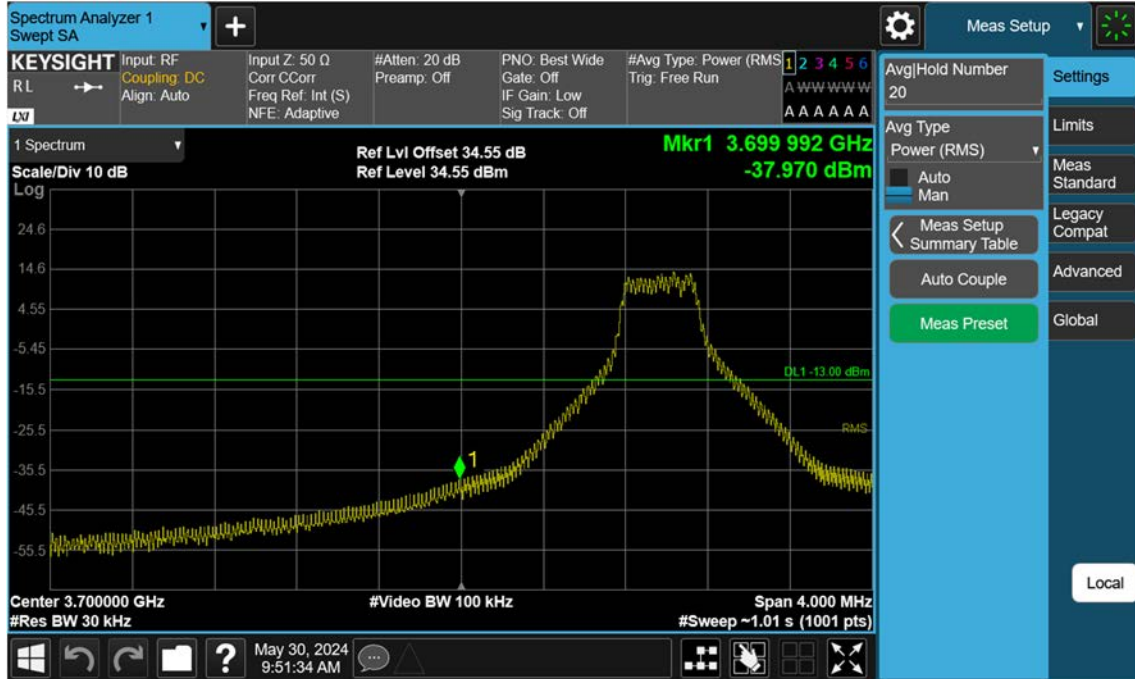 Spectrum Analyzer 1
Swept SA
Meas Setup
KEYSIGHT
R L
LXI
Input: RF
Coupling: DC
Align: Auto
Input Z: 50 Ω
Corr CCorr
Freq Ref: Int (S)
NFE: Adaptive
#Atten: 20 dB
Preamp: Off
PNO: Best Wide
Gate: Off
IF Gain: Low
Sig Track: Off
#Avg Type: Power (RMS
Trig: Free Run
1 2 3 4 5 6
A W W W W W
A A A A A A
1 Spectrum
Scale/Div 10 dB
Log
Ref Lvl Offset 34.55 dB
Ref Level 34.55 dBm
Mkr1 3.699 992 GHz
-37.970 dBm
24.6
14.6
4.55
-5.45
-15.5
-25.5
-35.5
-45.5
-55.5
DL1 -13.00 dBm
RMS
1
Center 3.700000 GHz
#Res BW 30 kHz
#Video BW 100 kHz
Span 4.000 MHz
#Sweep ~1.01 s (1001 pts)
May 30, 2024
9:51:34 AM
?
Avg|Hold Number
20
Avg Type
Power (RMS)
Auto
Man
Meas Setup
Summary Table
Auto Couple
Meas Preset
Settings
Limits
Meas
Standard
Legacy
Compat
Advanced
Global
Local